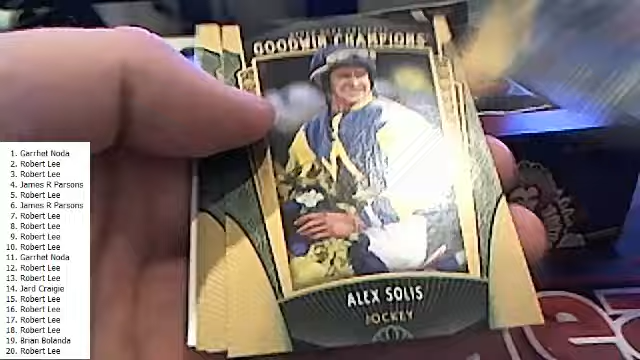 GOODWIN CHAMPIONS
ALEX SOLIS
JOCKEY
1. Garrhet Noda
2. Robert Lee
3. Robert Lee
4. James R Parsons
5. Robert Lee
6. James R Parsons
7. Robert Lee
8. Robert Lee
9. Robert Lee
10. Robert Lee
11. Garrhet Noda
12. Robert Lee
13. Robert Lee
14. Jard Craigie
15. Robert Lee
16. Robert Lee
17. Robert Lee
18. Robert Lee
19. Brian Bolanda
20. Robert Lee